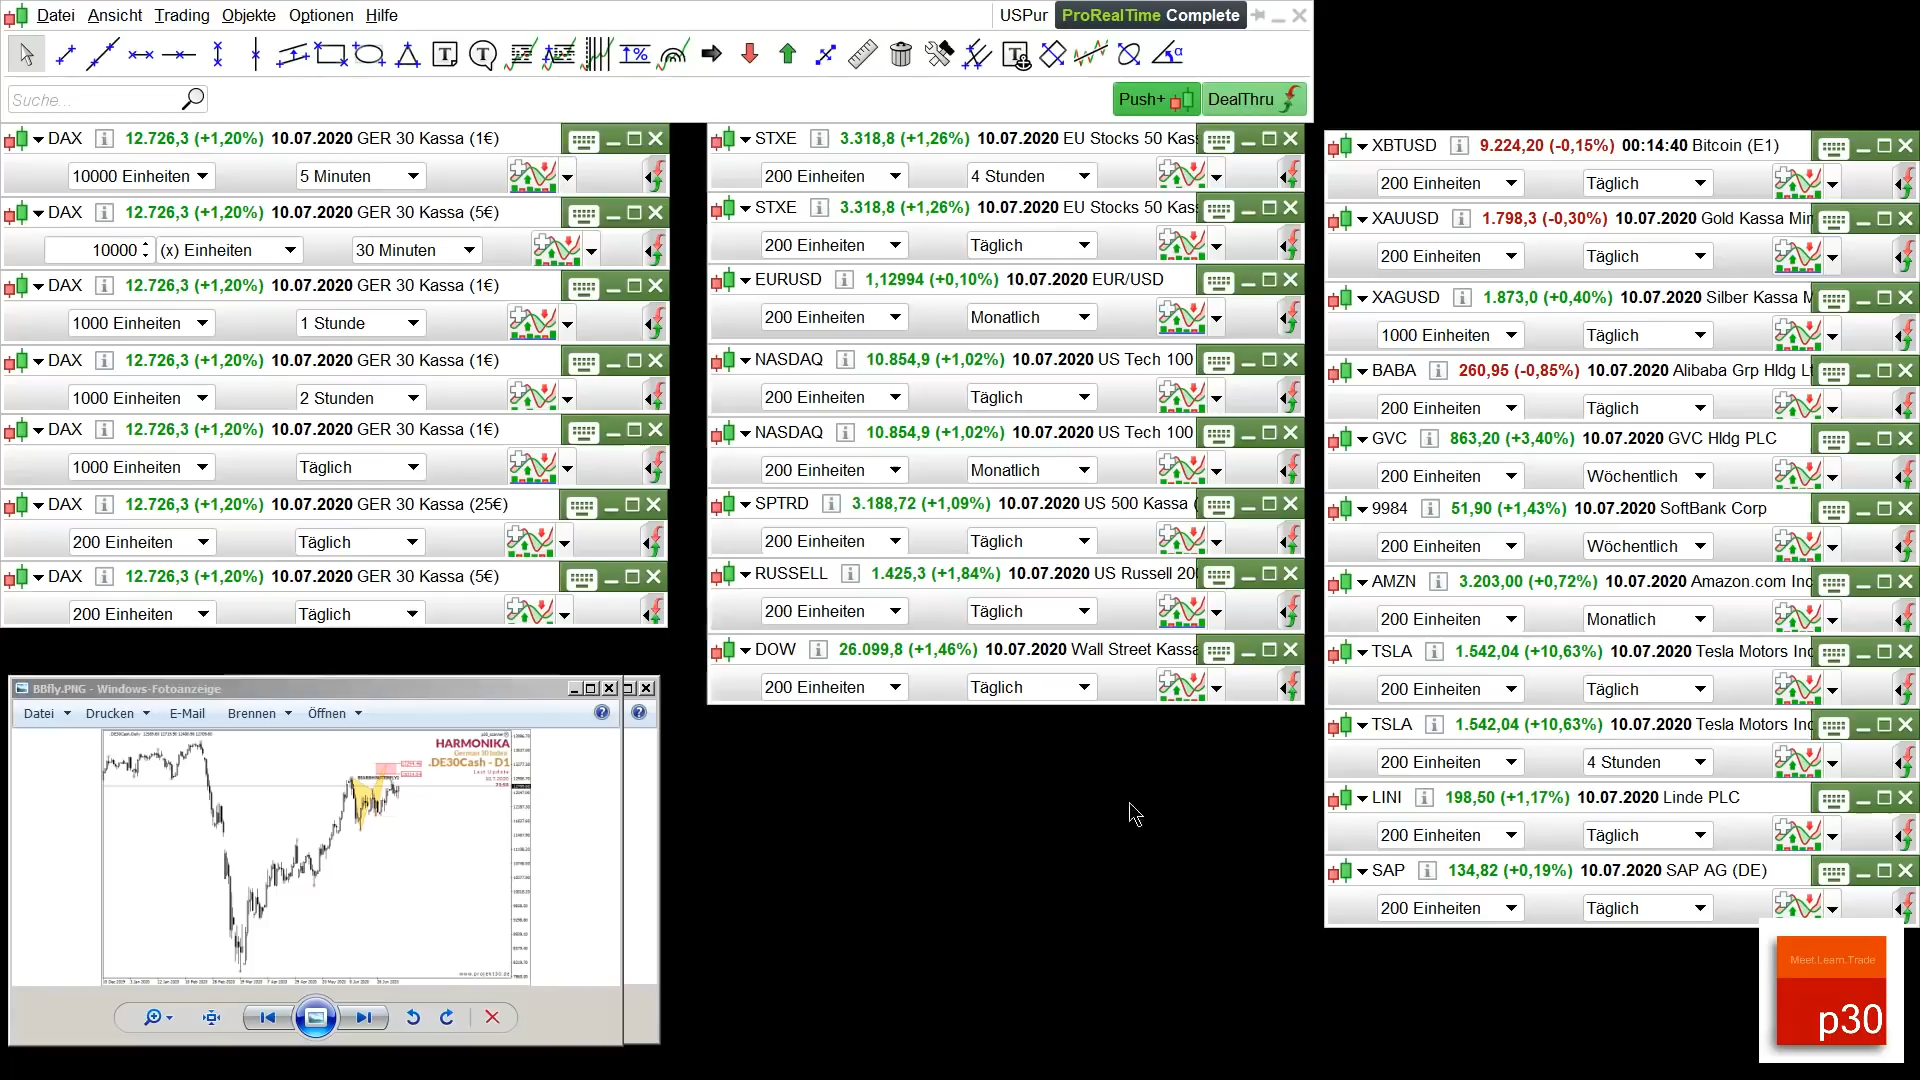 Datei Ansicht Trading Objekte Optionen Hilfe
USPur ProRealTime Complete
Suche...
Push+ DealThru
DAX 12.726,3 (+1,20%) 10.07.2020 GER 30 Kassa (1€)
10000 Einheiten 5 Minuten
DAX 12.726,3 (+1,20%) 10.07.2020 GER 30 Kassa (5€)
10000 (x) Einheiten 30 Minuten
DAX 12.726,3 (+1,20%) 10.07.2020 GER 30 Kassa (1€)
1000 Einheiten 1 Stunde
DAX 12.726,3 (+1,20%) 10.07.2020 GER 30 Kassa (1€)
1000 Einheiten 2 Stunden
DAX 12.726,3 (+1,20%) 10.07.2020 GER 30 Kassa (1€)
1000 Einheiten Täglich
DAX 12.726,3 (+1,20%) 10.07.2020 GER 30 Kassa (25€)
200 Einheiten Täglich
DAX 12.726,3 (+1,20%) 10.07.2020 GER 30 Kassa (5€)
200 Einheiten Täglich
STXE 3.318,8 (+1,26%) 10.07.2020 EU Stocks 50 Kas
200 Einheiten 4 Stunden
STXE 3.318,8 (+1,26%) 10.07.2020 EU Stocks 50 Kas
200 Einheiten Täglich
EURUSD 1,12994 (+0,10%) 10.07.2020 EUR/USD
200 Einheiten Monatlich
NASDAQ 10.854,9 (+1,02%) 10.07.2020 US Tech 100
200 Einheiten Täglich
NASDAQ 10.854,9 (+1,02%) 10.07.2020 US Tech 100
200 Einheiten Monatlich
SPTRD 3.188,72 (+1,09%) 10.07.2020 US 500 Kassa (
200 Einheiten Täglich
RUSSELL 1.425,3 (+1,84%) 10.07.2020 US Russell 20
200 Einheiten Täglich
DOW 26.099,8 (+1,46%) 10.07.2020 Wall Street Kassa
200 Einheiten Täglich
XBTUSD 9.224,20 (-0,15%) 00:14:40 Bitcoin (E1)
200 Einheiten Täglich
XAUUSD 1.798,3 (-0,30%) 10.07.2020 Gold Kassa Min
200 Einheiten Täglich
XAGUSD 1.873,0 (+0,40%) 10.07.2020 Silber Kassa M
1000 Einheiten Täglich
BABA 260,95 (-0,85%) 10.07.2020 Alibaba Grp Hldg Lt
200 Einheiten Täglich
GVC 863,20 (+3,40%) 10.07.2020 GVC Hldg PLC
200 Einheiten Wöchentlich
9984 51,90 (+1,43%) 10.07.2020 SoftBank Corp
200 Einheiten Wöchentlich
AMZN 3.203,00 (+0,72%) 10.07.2020 Amazon.com Inc
200 Einheiten Monatlich
TSLA 1.542,04 (+10,63%) 10.07.2020 Tesla Motors Inc
200 Einheiten Täglich
TSLA 1.542,04 (+10,63%) 10.07.2020 Tesla Motors Inc
200 Einheiten 4 Stunden
LINI 198,50 (+1,17%) 10.07.2020 Linde PLC
200 Einheiten Täglich
SAP 134,82 (+0,19%) 10.07.2020 SAP AG (DE)
200 Einheiten Täglich
BBfly.PNG - Windows-Fotoanzeige
Datei Drucken E-Mail Brennen Öffnen
HARMONIKA
German 30 Index
.DE30Cash - D1
Last Update
www.projekt30.de
Meet.Learn.Trade
p30